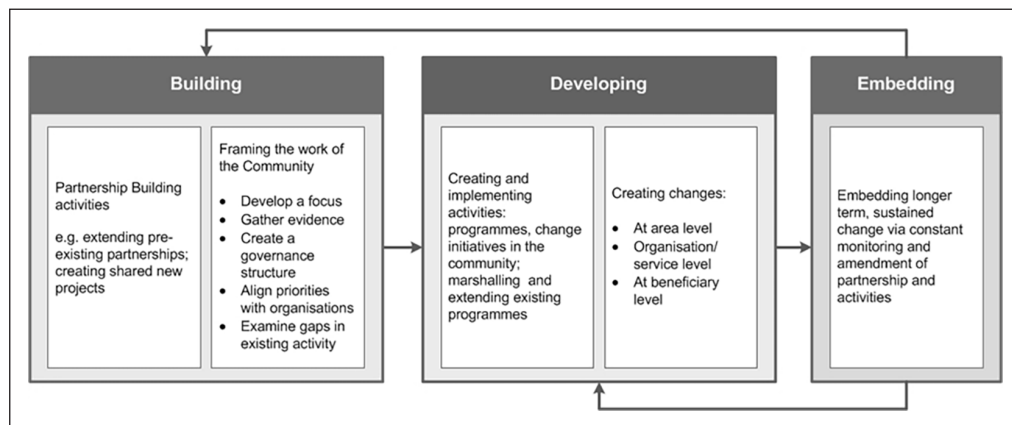 Building
Partnership Building
activities
e.g. extending pre-
existing partnerships;
creating shared new
projects
Framing the work of
the Community
• Develop a focus
• Gather evidence
• Create a
governance
structure
• Align priorities
with organisations
• Examine gaps in
existing activity
Developing
Creating and
implementing
activities:
programmes, change
initiatives in the
community;
marshalling and
extending existing
programmes
Creating changes:
• At area level
• Organisation/
service level
• At beneficiary
level
Embedding
Embedding longer
term, sustained
change via constant
monitoring and
amendment of
partnership and
activities